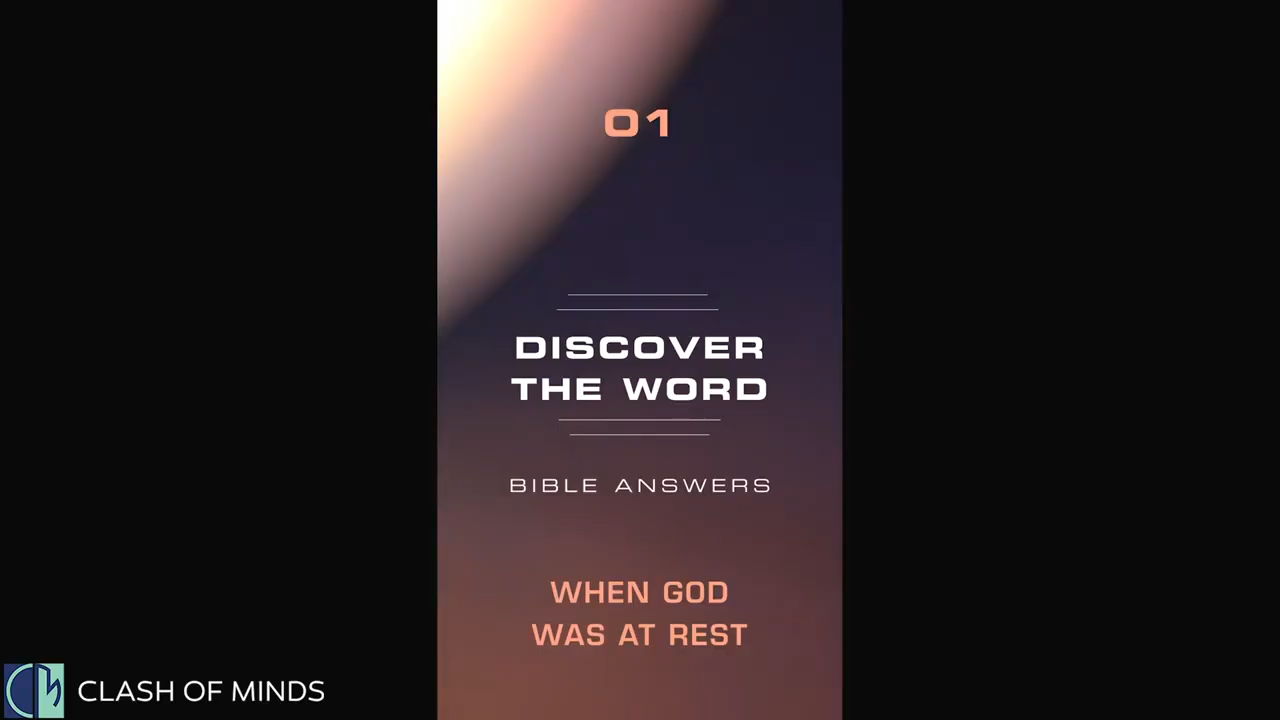 01
DISCOVER
THE WORD
BIBLE ANSWERS
WHEN GOD
WAS AT REST
CLASH OF MINDS